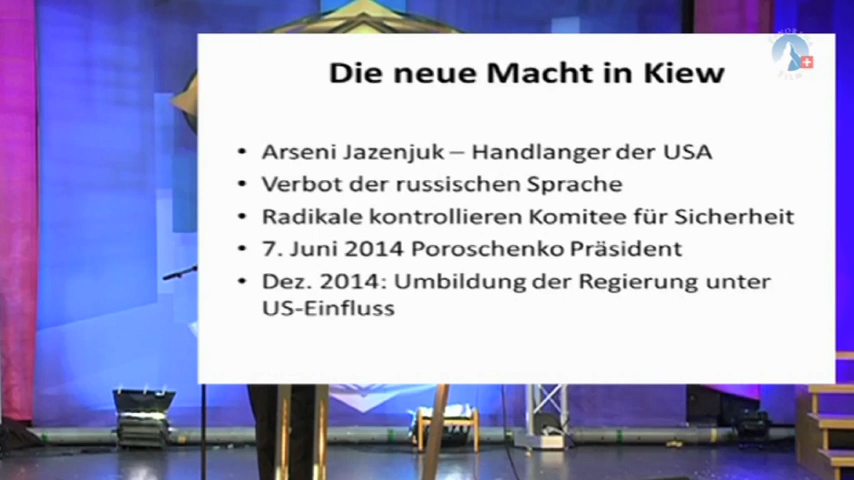 Die neue Macht in Kiew
• Arseni Jazenjuk – Handlanger der USA
• Verbot der russischen Sprache
• Radikale kontrollieren Komitee für Sicherheit
• 7. Juni 2014 Poroschenko Präsident
• Dez. 2014: Umbildung der Regierung unter
US-Einfluss